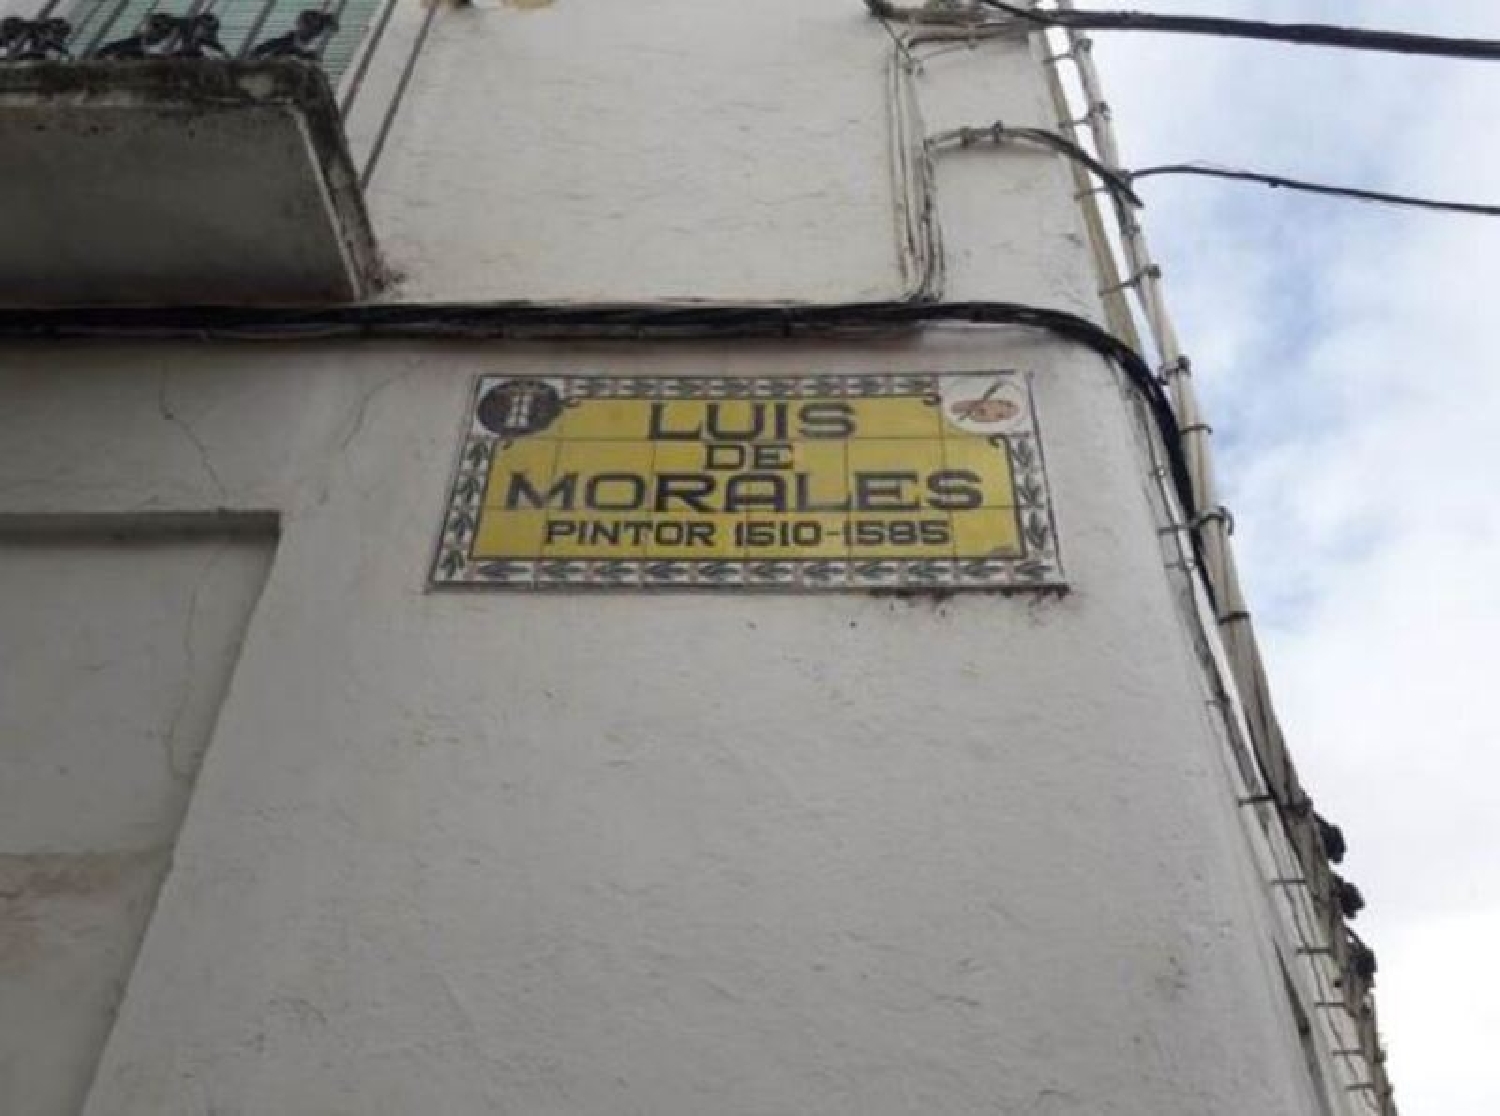 LUIS
DE
MORALES
PINTOR 1510-1585